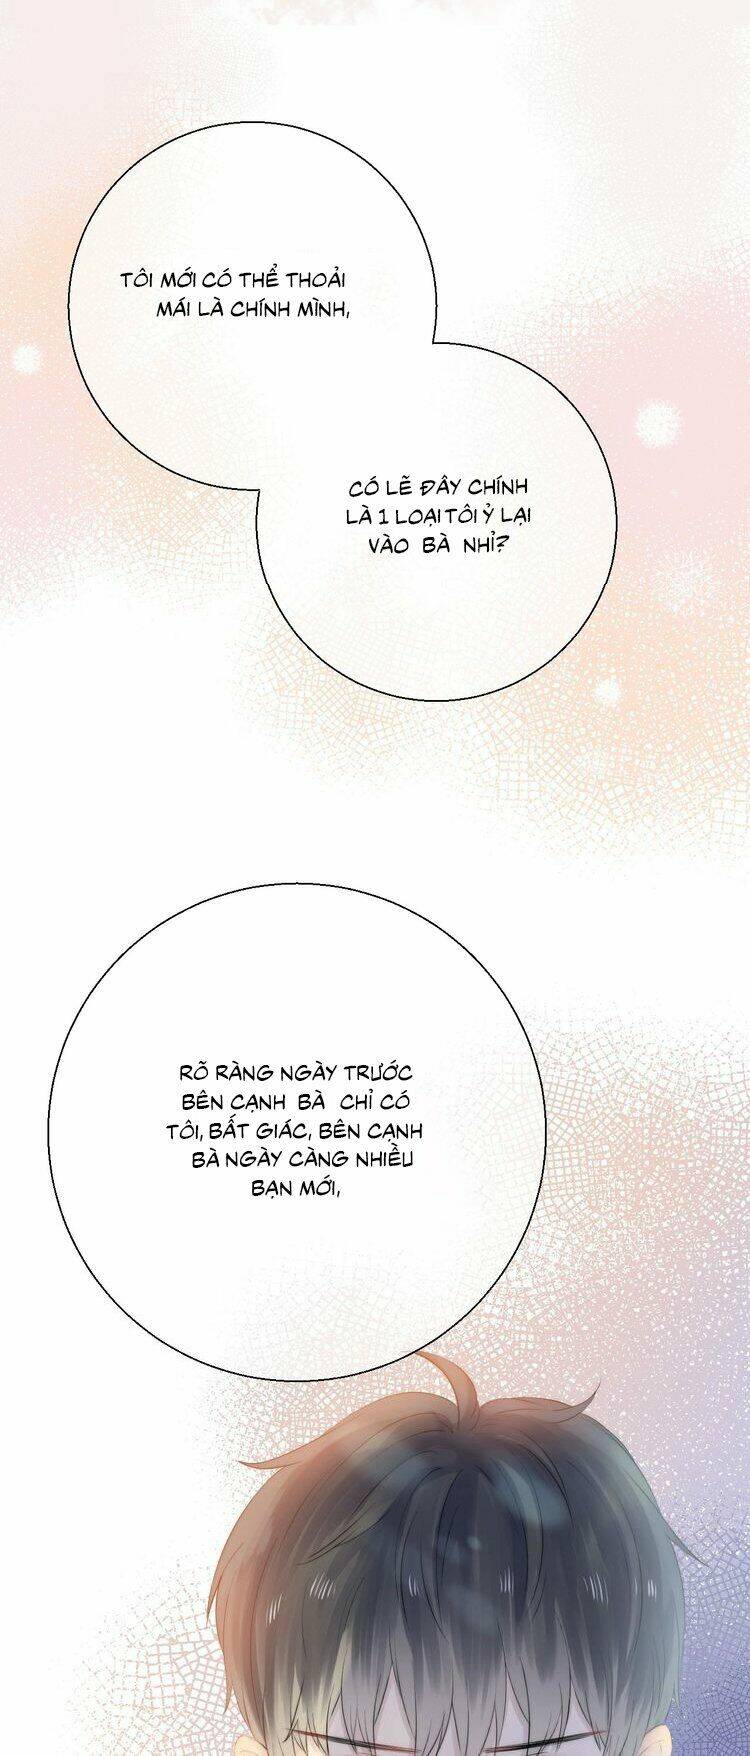 TÔI MỚI CÓ THỂ THOẢI
MÁI LÀ CHÍNH MÌNH,
CÓ LẼ ĐÂY CHÍNH
LÀ 1 LOẠI TÔI Ỷ LẠI
VÀO BÀ NHỈ?
RÕ RÀNG NGÀY TRƯỚC
BÊN CẠNH BÀ CHỈ CÓ
TÔI, BẤT GIÁC, BÊN CẠNH
BÀ NGÀY CÀNG NHIỀU
BẠN MỚI,